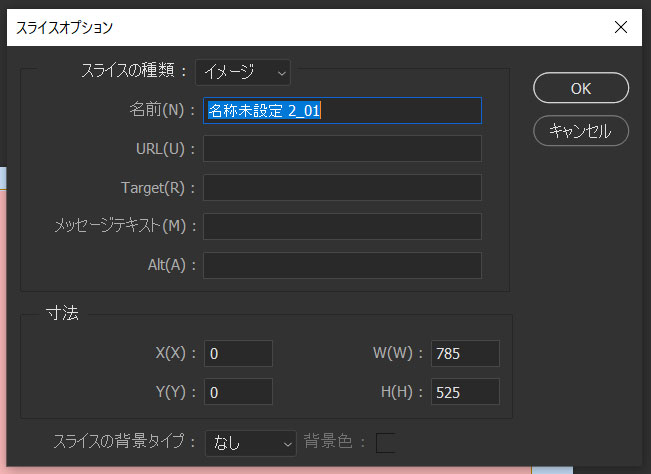 スライスオプション
スライスの種類： イメージ
OK
名前(N)： 名称未設定 2_01
キャンセル
URL(U)：
Target(R)：
メッセージテキスト(M)：
Alt(A)：
寸法
X(X)： 0 W(W)： 785
Y(Y)： 0 H(H)： 525
スライスの背景タイプ： なし 背景色：